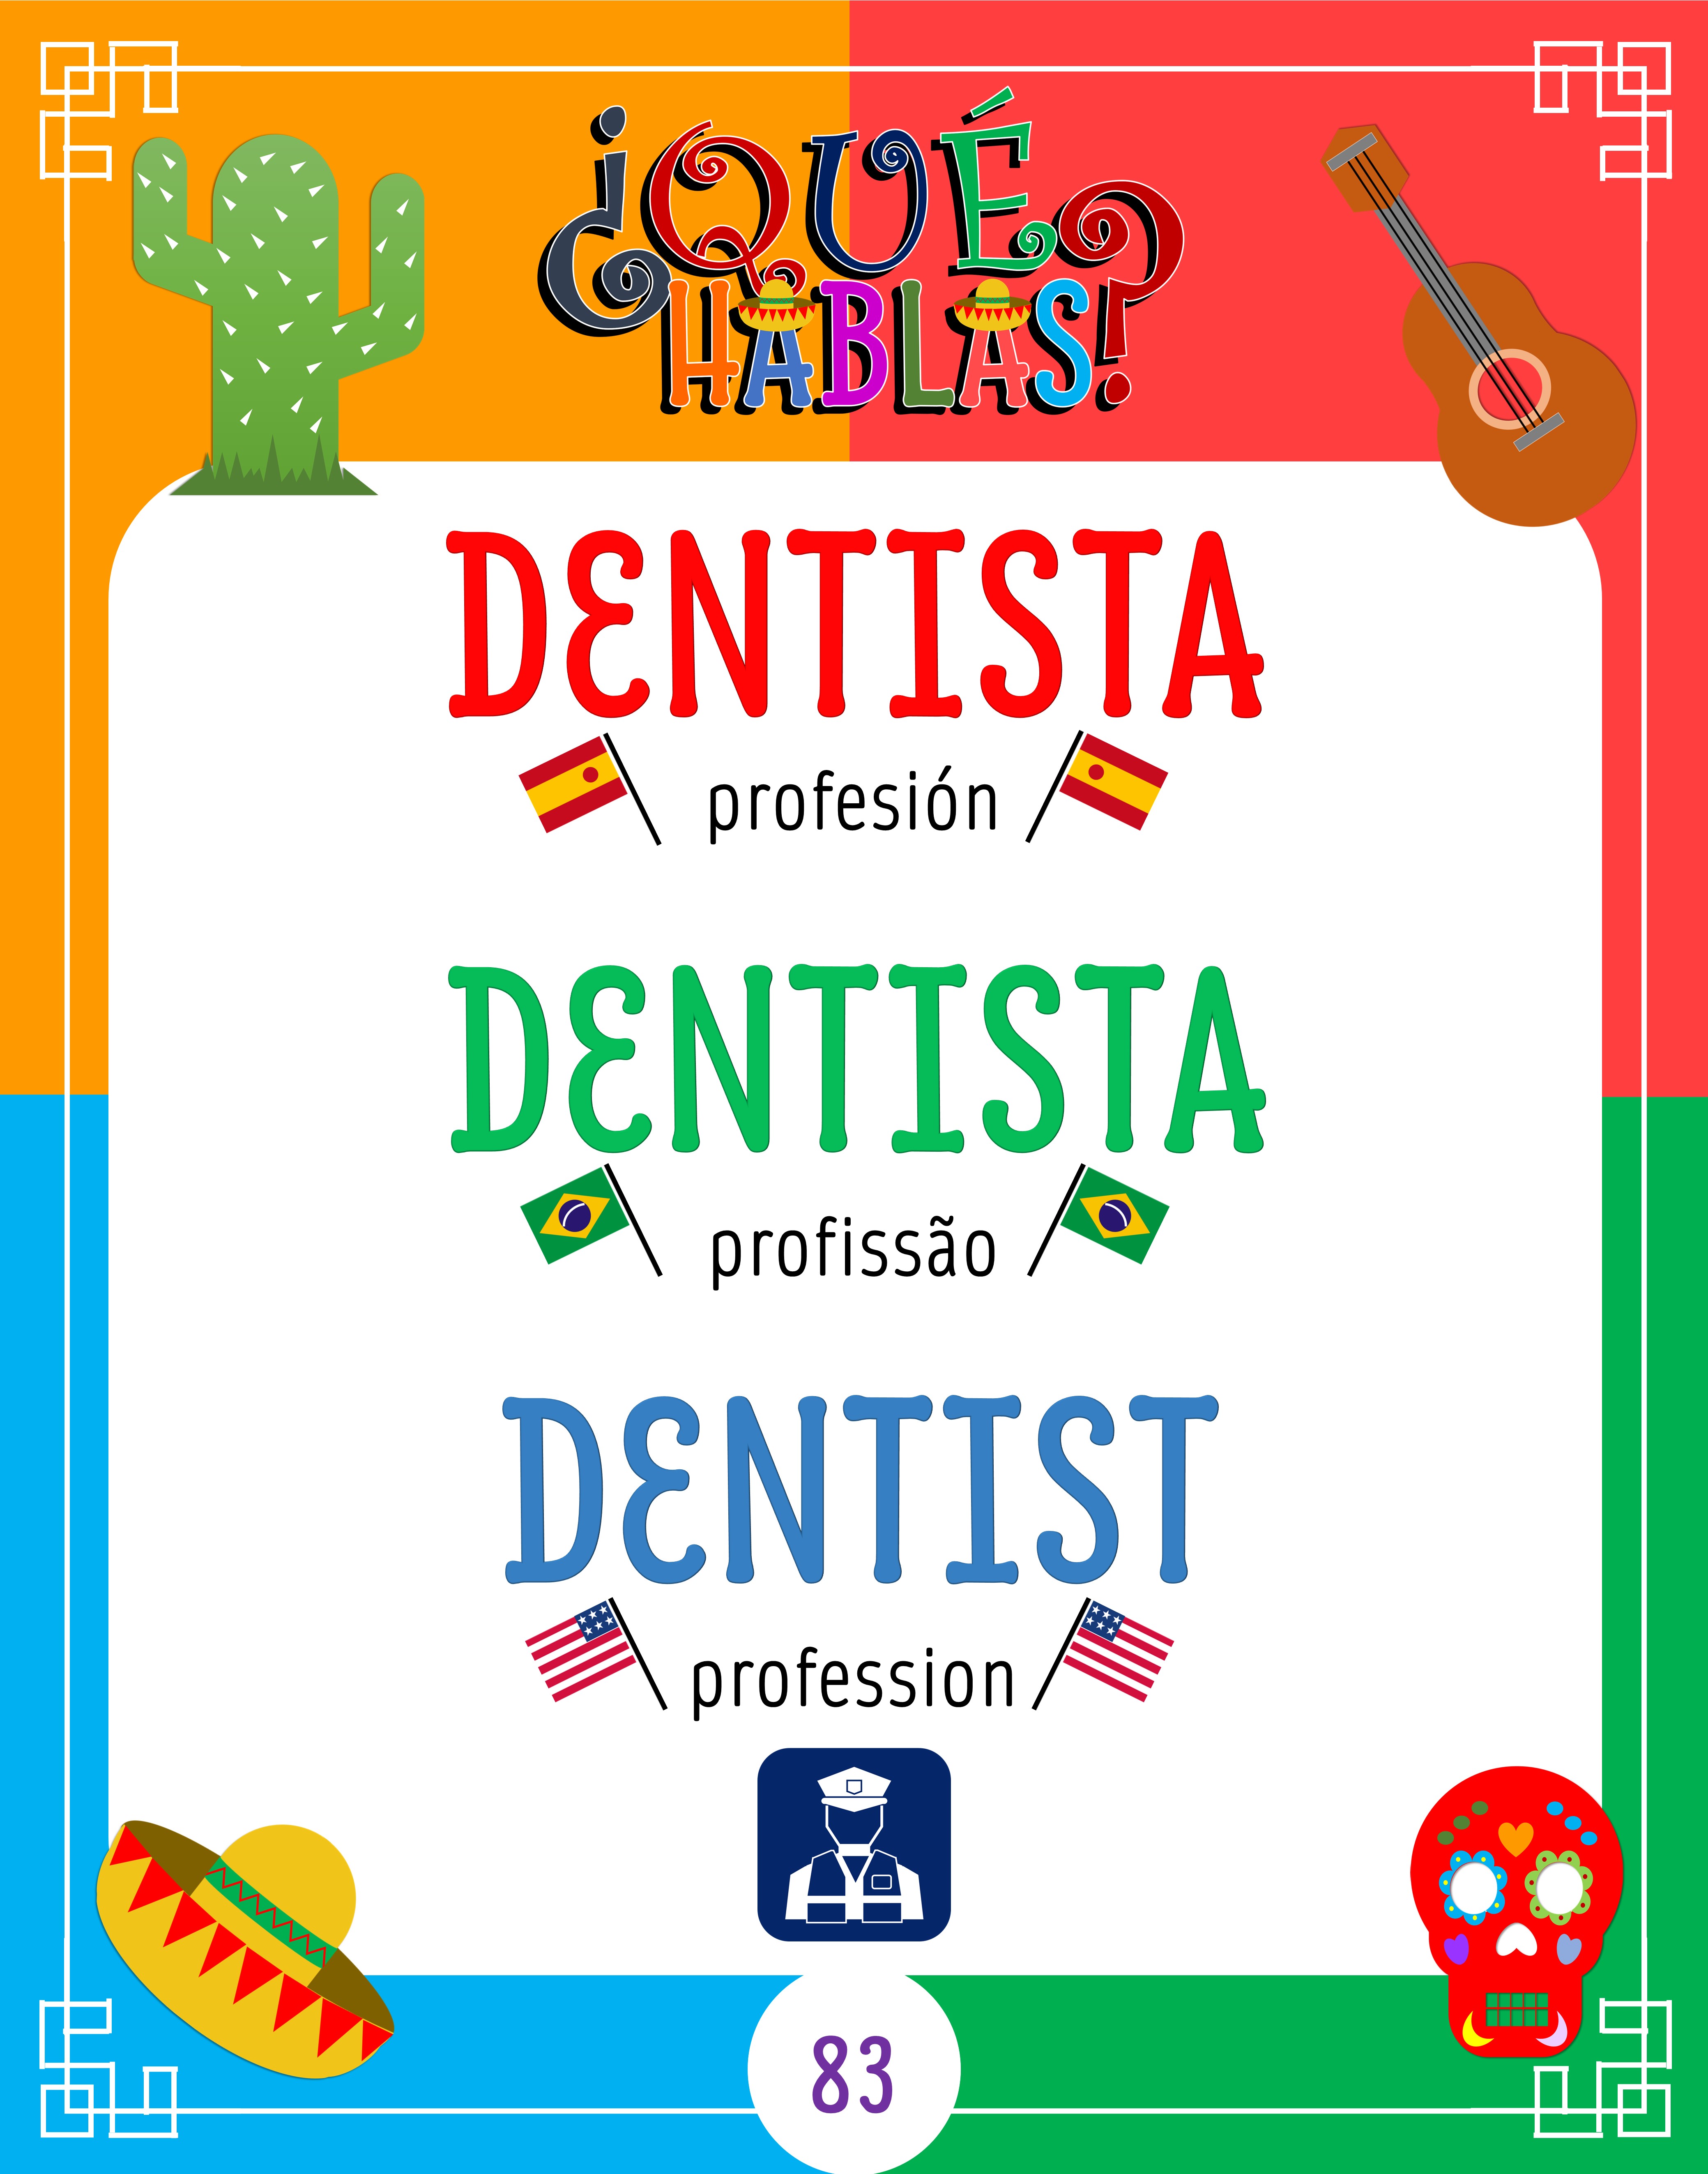 ¿QUÉ?
HABLAS!
DENTISTA
profesión
DENTISTA
profissão
DENTIST
profession
83